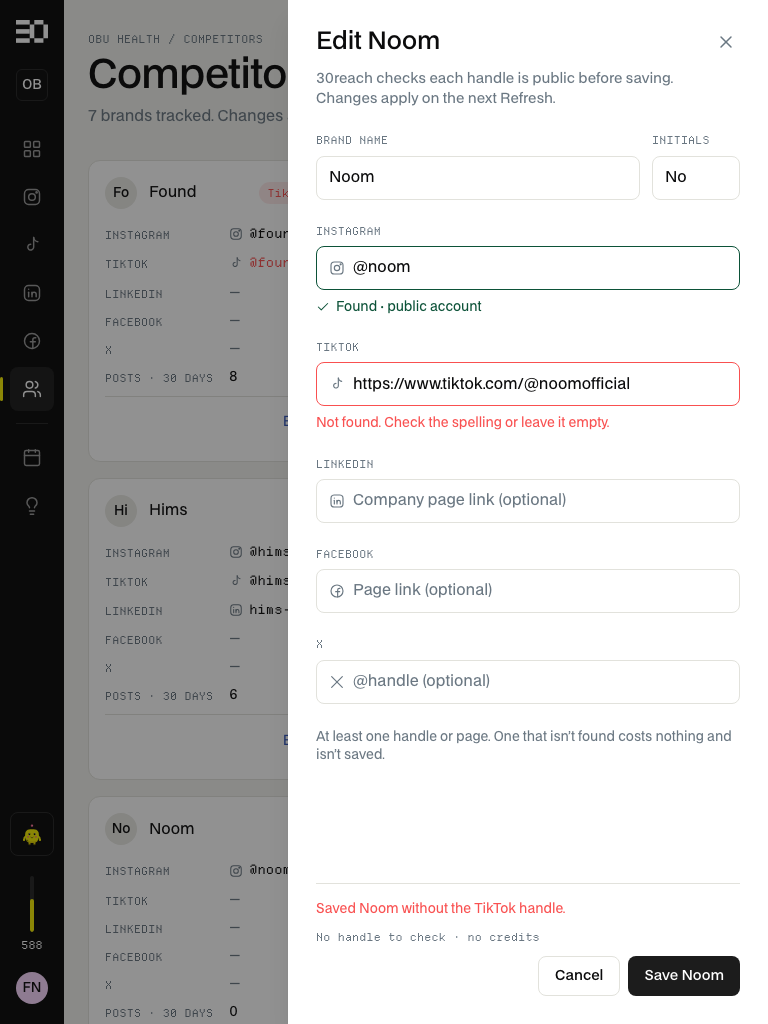 OB
588
FN
OBU HEALTH / COMPETITORS
Competito
7 brands tracked. Changes
Fo Found Tik
INSTAGRAM @foun
TIKTOK @four
LINKEDIN —
FACEBOOK —
X —
POSTS · 30 DAYS 8
E
Hi Hims
INSTAGRAM @hims
TIKTOK @hims
LINKEDIN hims-
FACEBOOK —
X —
POSTS · 30 DAYS 6
E
No Noom
INSTAGRAM @noom
TIKTOK —
LINKEDIN —
FACEBOOK —
X —
POSTS · 30 DAYS 0
Edit Noom
30reach checks each handle is public before saving.
Changes apply on the next Refresh.
BRAND NAME INITIALS
Noom No
INSTAGRAM
@noom
Found · public account
TIKTOK
https://www.tiktok.com/@noomofficial
Not found. Check the spelling or leave it empty.
LINKEDIN
Company page link (optional)
FACEBOOK
Page link (optional)
X
@handle (optional)
At least one handle or page. One that isn't found costs nothing and
isn't saved.
Saved Noom without the TikTok handle.
No handle to check · no credits
Cancel Save Noom